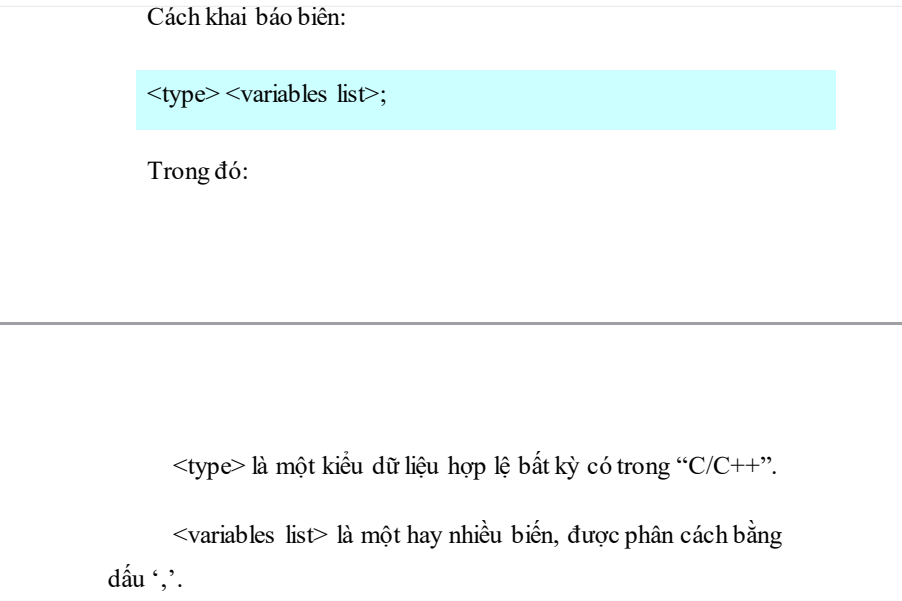 Cách khai báo biên:
<type> <variables list>;
Trong đó:
<type> là một kiểu dữ liệu hợp lệ bất kỳ có trong “C/C++”.
<variables list> là một hay nhiều biến, được phân cách bằng
dấu ‘,’.